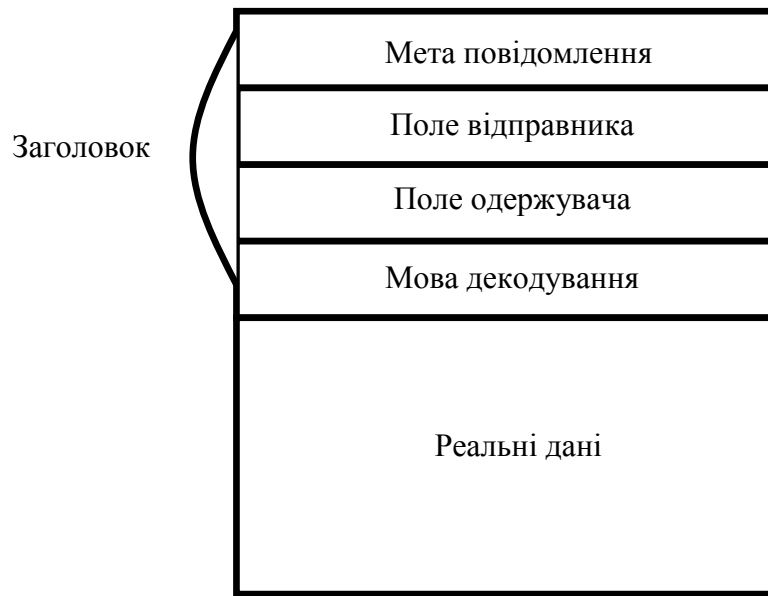 Мета повідомлення
Поле відправника
Заголовок
Поле одержувача
Мова декодування
Реальні дані